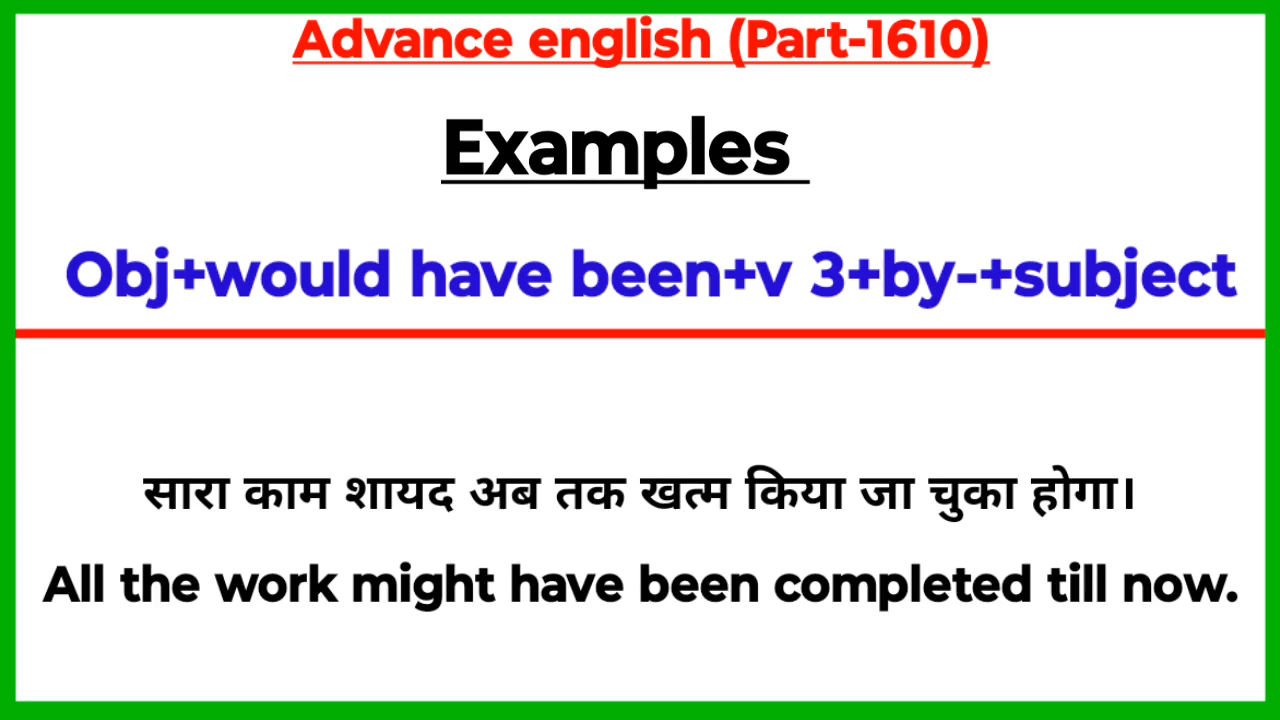 Advance english (Part-1610)
Examples
Obj+would have been+v 3+by-+subject
सारा काम शायद अब तक खत्म किया जा चुका होगा।
All the work might have been completed till now.